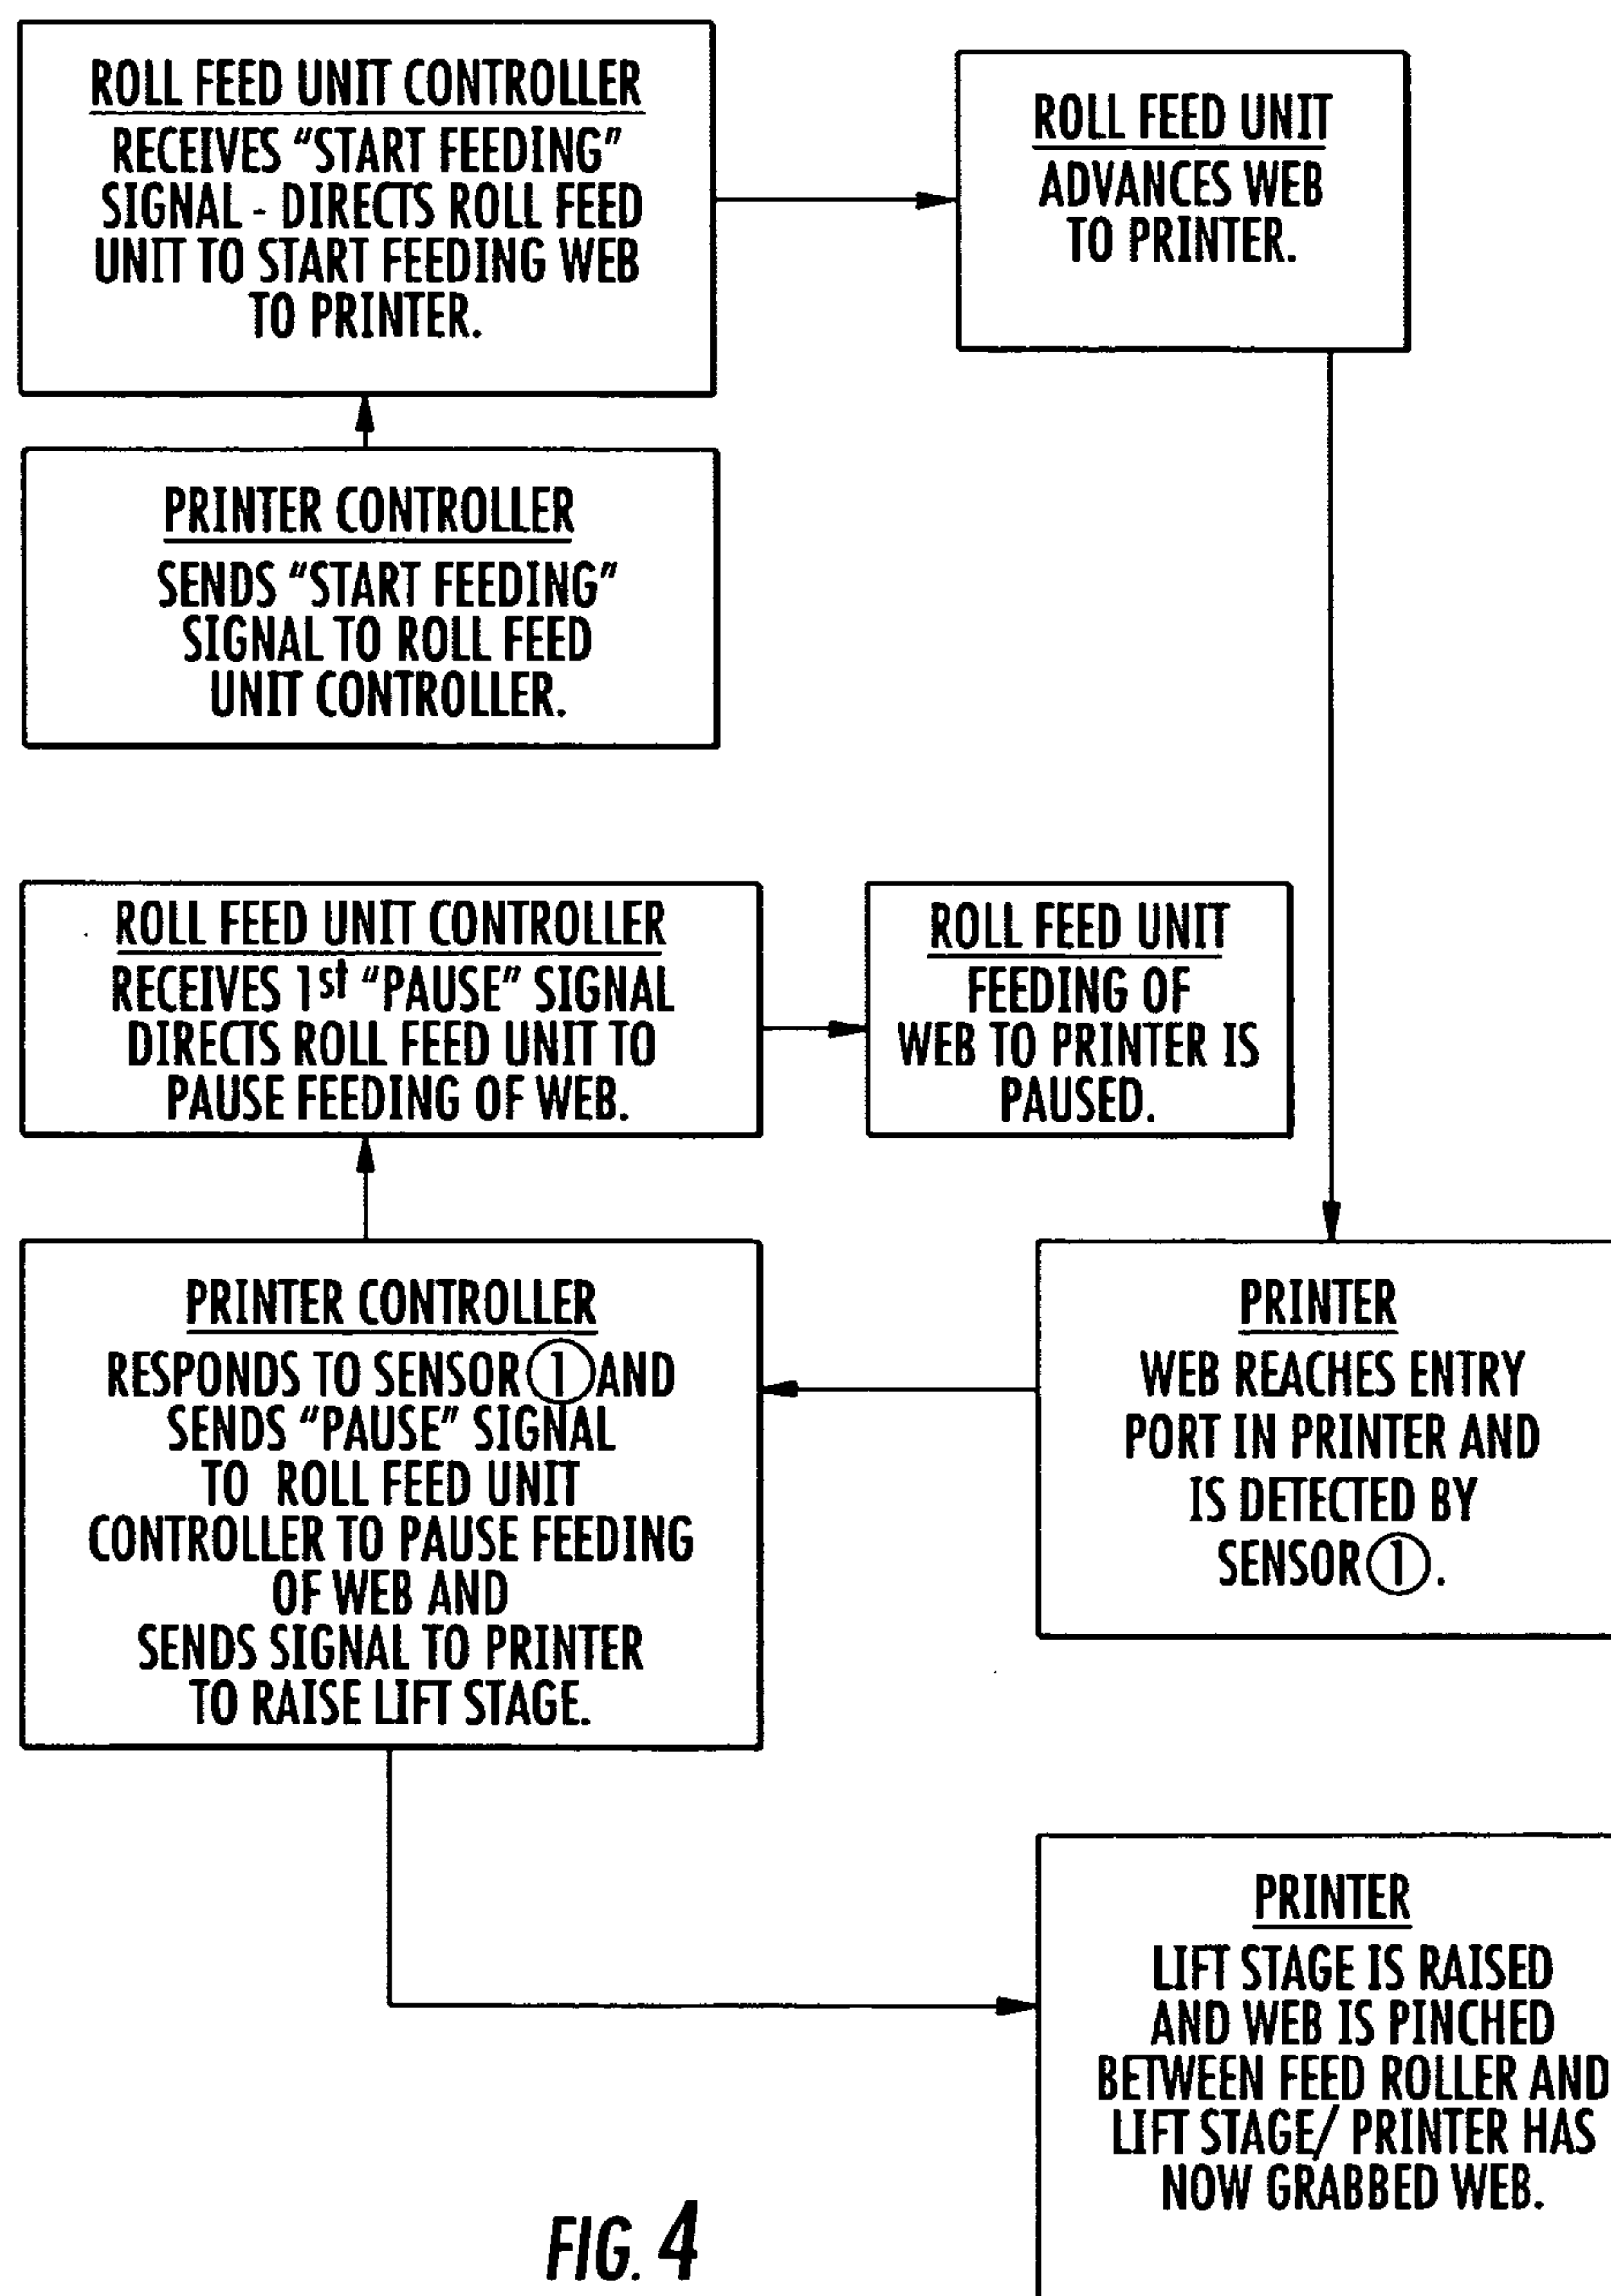 ROLL FEED UNIT CONTROLLER
RECEIVES "START FEEDING"
SIGNAL - DIRECTS ROLL FEED
UNIT TO START FEEDING WEB
TO PRINTER.
ROLL FEED UNIT
ADVANCES WEB
TO PRINTER.
PRINTER CONTROLLER
SENDS "START FEEDING"
SIGNAL TO ROLL FEED
UNIT CONTROLLER.
ROLL FEED UNIT CONTROLLER
RECEIVES 1st "PAUSE" SIGNAL
DIRECTS ROLL FEED UNIT TO
PAUSE FEEDING OF WEB.
ROLL FEED UNIT
FEEDING OF
WEB TO PRINTER IS
PAUSED.
PRINTER CONTROLLER
RESPONDS TO SENSOR ① AND
SENDS "PAUSE" SIGNAL
TO ROLL FEED UNIT
CONTROLLER TO PAUSE FEEDING
OF WEB AND
SENDS SIGNAL TO PRINTER
TO RAISE LIFT STAGE.
PRINTER
WEB REACHES ENTRY
PORT IN PRINTER AND
IS DETECTED BY
SENSOR ①.
PRINTER
LIFT STAGE IS RAISED
AND WEB IS PINCHED
BETWEEN FEED ROLLER AND
LIFT STAGE/ PRINTER HAS
NOW GRABBED WEB.
FIG. 4